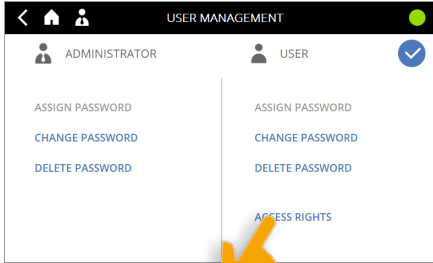 USER MANAGEMENT
ADMINISTRATOR
USER
ASSIGN PASSWORD
ASSIGN PASSWORD
CHANGE PASSWORD
CHANGE PASSWORD
DELETE PASSWORD
DELETE PASSWORD
ACCESS RIGHTS